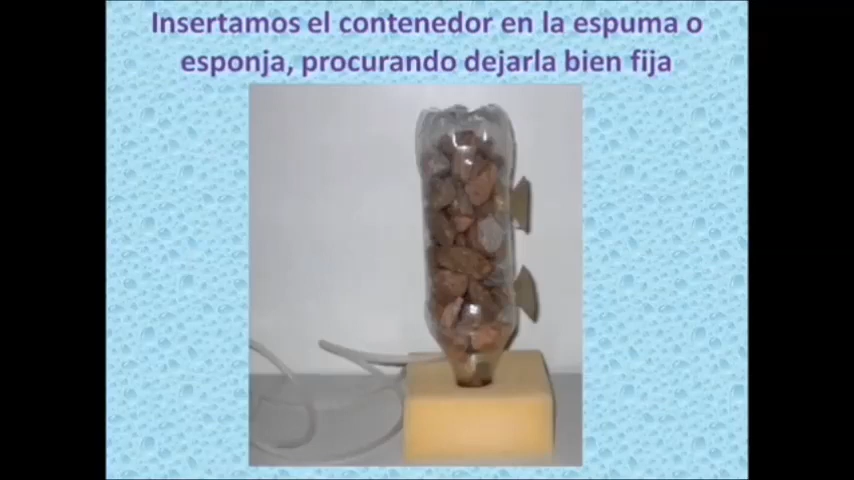 Insertamos el contenedor en la espuma o
esponja, procurando dejarla bien fija